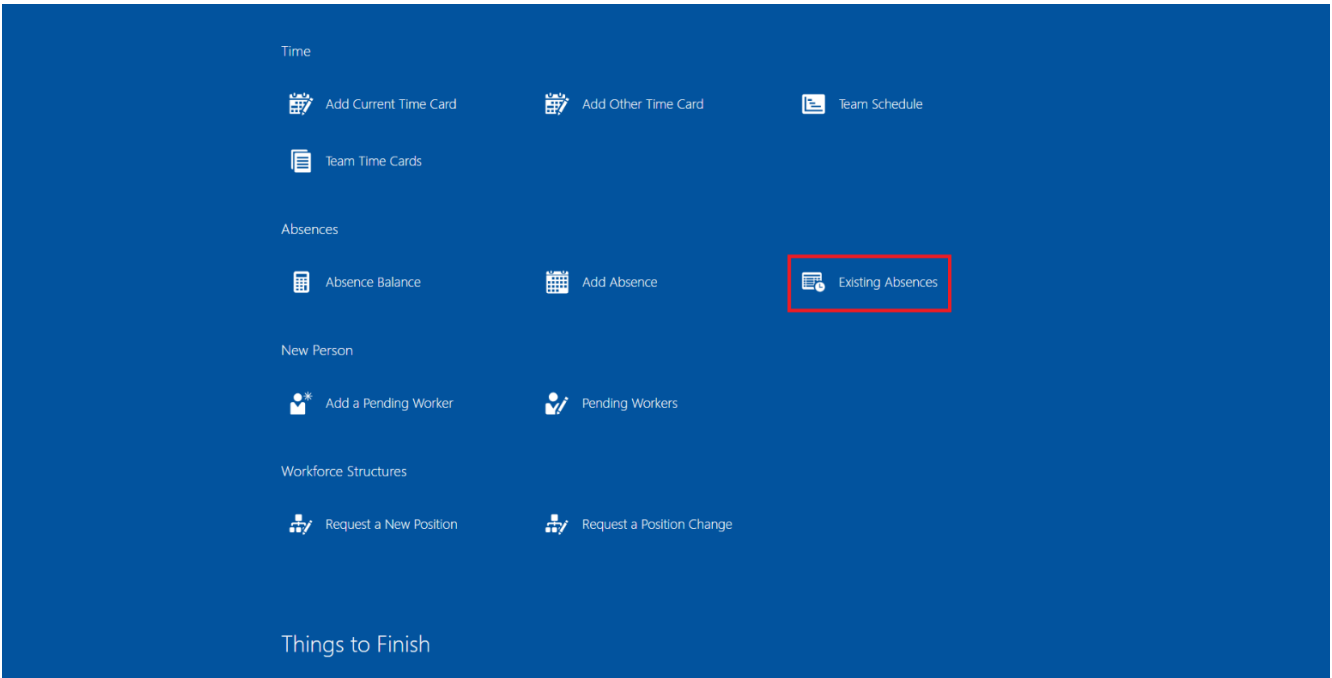 Time
Add Current Time Card
Add Other Time Card
Team Schedule
Team Time Cards
Absences
Absence Balance
Add Absence
Existing Absences
New Person
Add a Pending Worker
Pending Workers
Workforce Structures
Request a New Position
Request a Position Change
Things to Finish